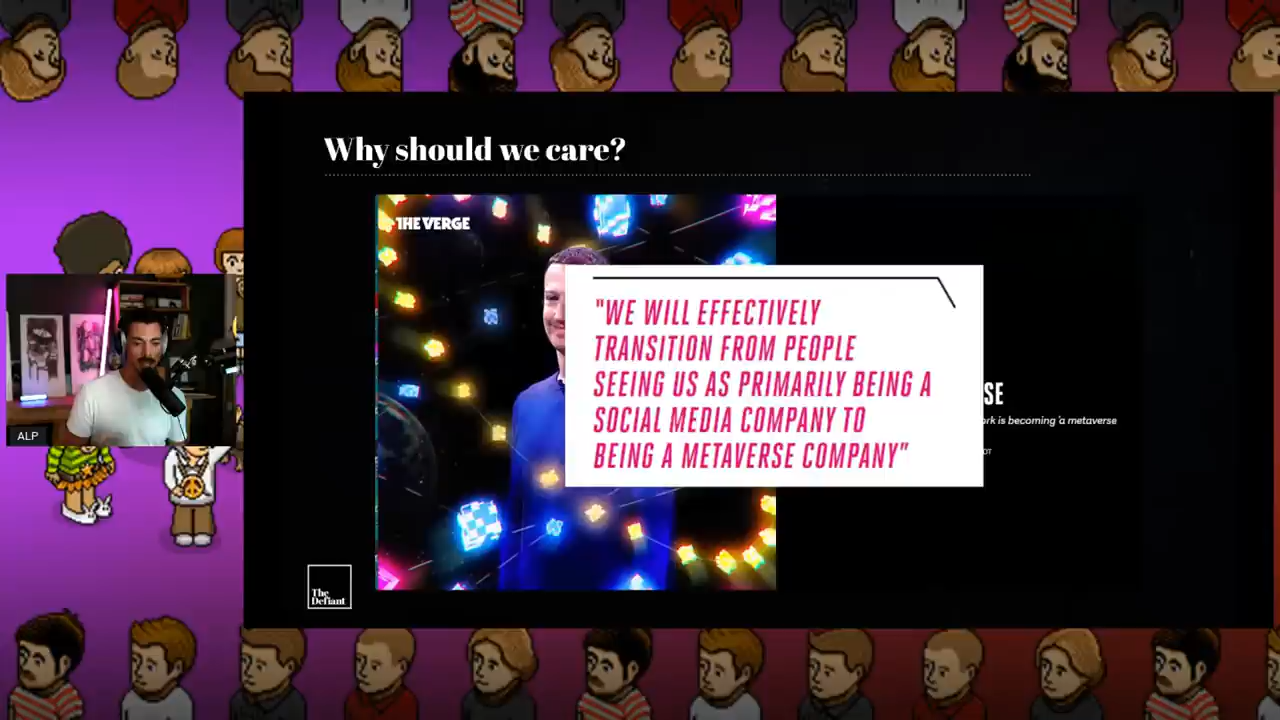 Why should we care?
THE VERGE
"WE WILL EFFECTIVELY
TRANSITION FROM PEOPLE
SEEING US AS PRIMARILY BEING A
SOCIAL MEDIA COMPANY TO
BEING A METAVERSE COMPANY"
SE
is becoming a metaverse
ALP
The
Defiant